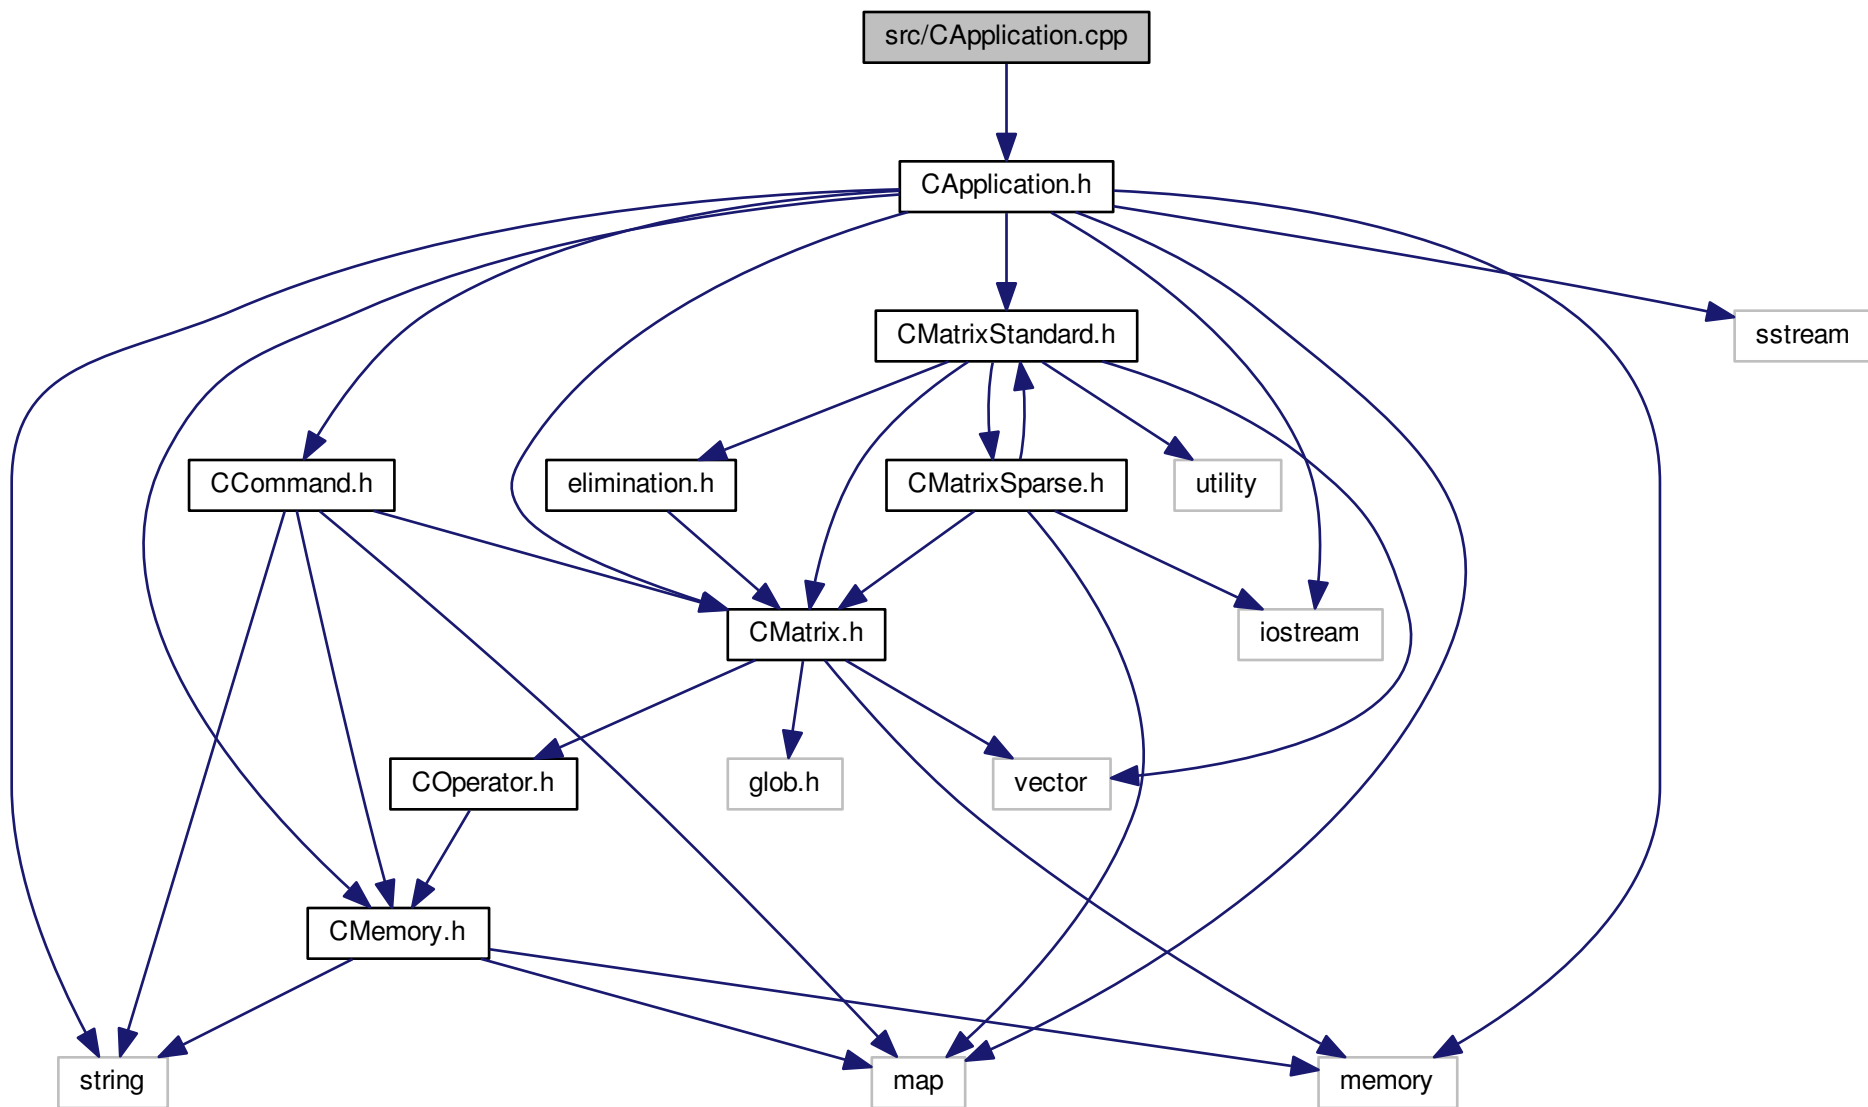 src/CApplication.cpp
CApplication.h
CMatrixStandard.h
sstream
CCommand.h
elimination.h
CMatrixSparse.h
utility
CMatrix.h
iostream
COperator.h
glob.h
vector
CMemory.h
string
map
memory